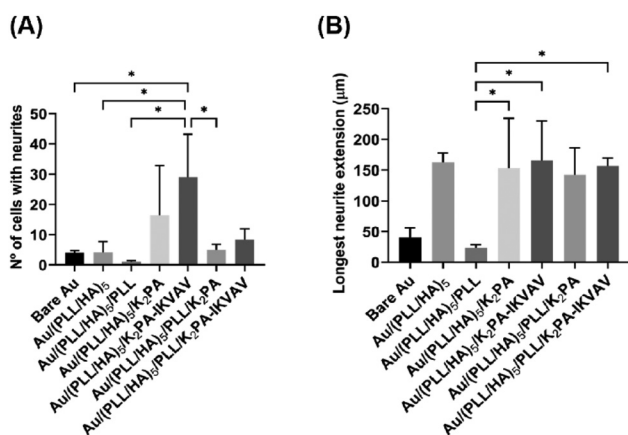 (A)
* 
*
* *
Nº of cells with neurites
50
40
30
20
10
0
Bare Au
Au/(PLL/HA)₅
Au/(PLL/HA)₅/PLL
Au/(PLL/HA)₅/K₂PA
Au/(PLL/HA)₅/K₂PA-IKVAV
Au/(PLL/HA)₅/PLL/K₂PA
Au/(PLL/HA)₅/PLL/K₂PA-IKVAV
(B)
*
*
*
Longest neurite extension (μm)
250
200
150
100
50
0
Bare Au
Au/(PLL/HA)₅
Au/(PLL/HA)₅/PLL
Au/(PLL/HA)₅/K₂PA
Au/(PLL/HA)₅/K₂PA-IKVAV
Au/(PLL/HA)₅/PLL/K₂PA
Au/(PLL/HA)₅/PLL/K₂PA-IKVAV